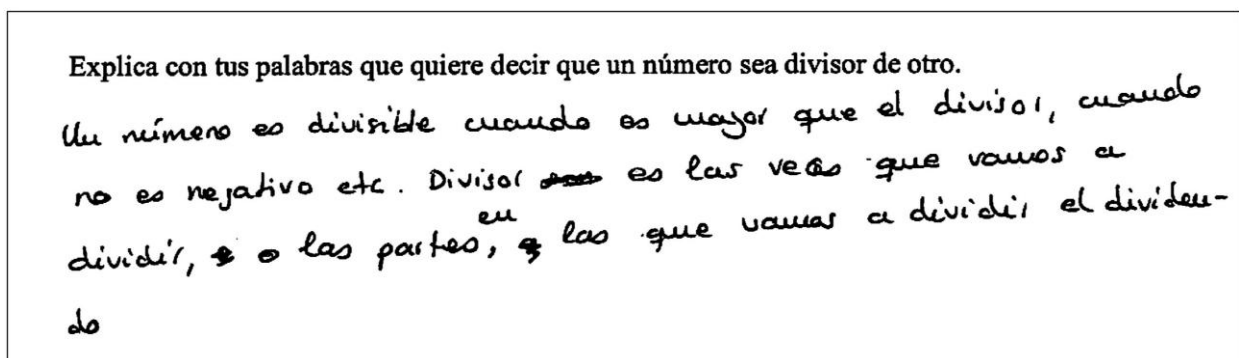 Explica con tus palabras que quiere decir que un número sea divisor de otro.
Un número es divisible cuando es mayor que el divisor, cuando
no es negativo etc. Divisor es las veces que vamos a
dividir, o las partes, en las que vamos a dividir el dividen-
do